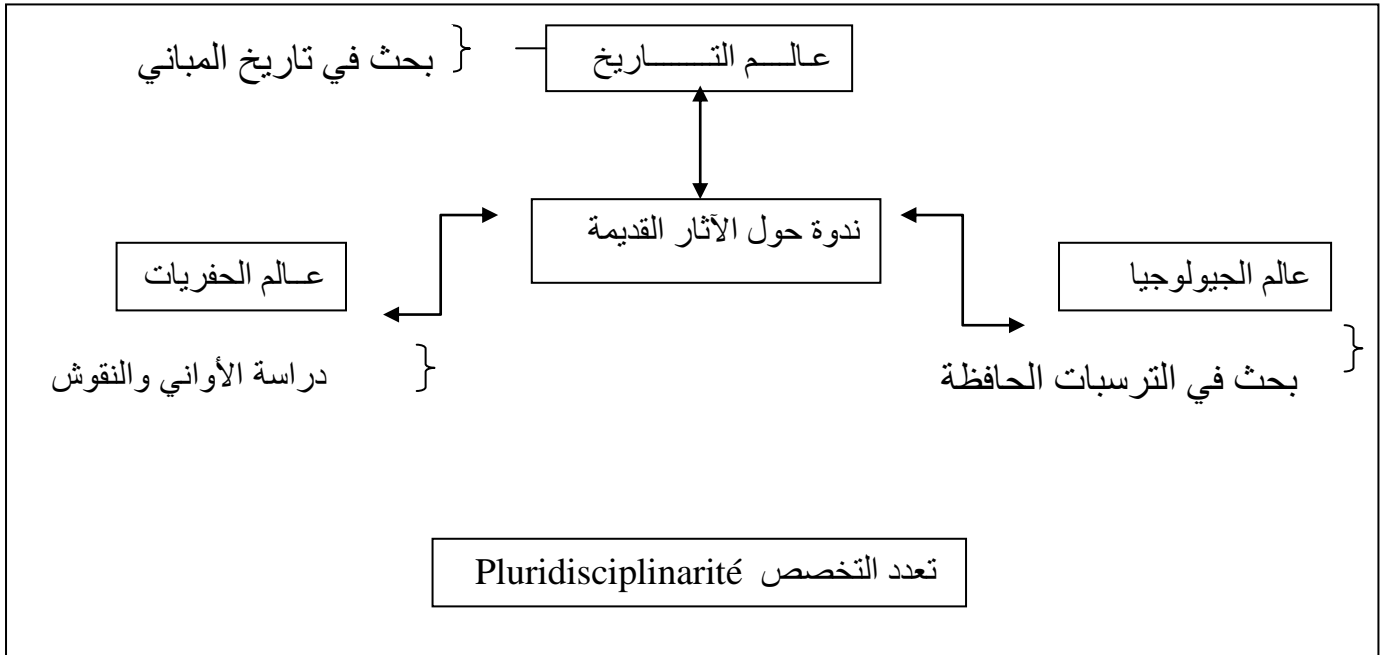 عالم التاريخ
بحث في تاريخ المباني
ندوة حول الآثار القديمة
عالم الجيولوجيا
عالم الحفريات
بحث في الترسبات الحافظة
دراسة الأواني والنقوش
تعدد التخصص Pluridisciplinarité